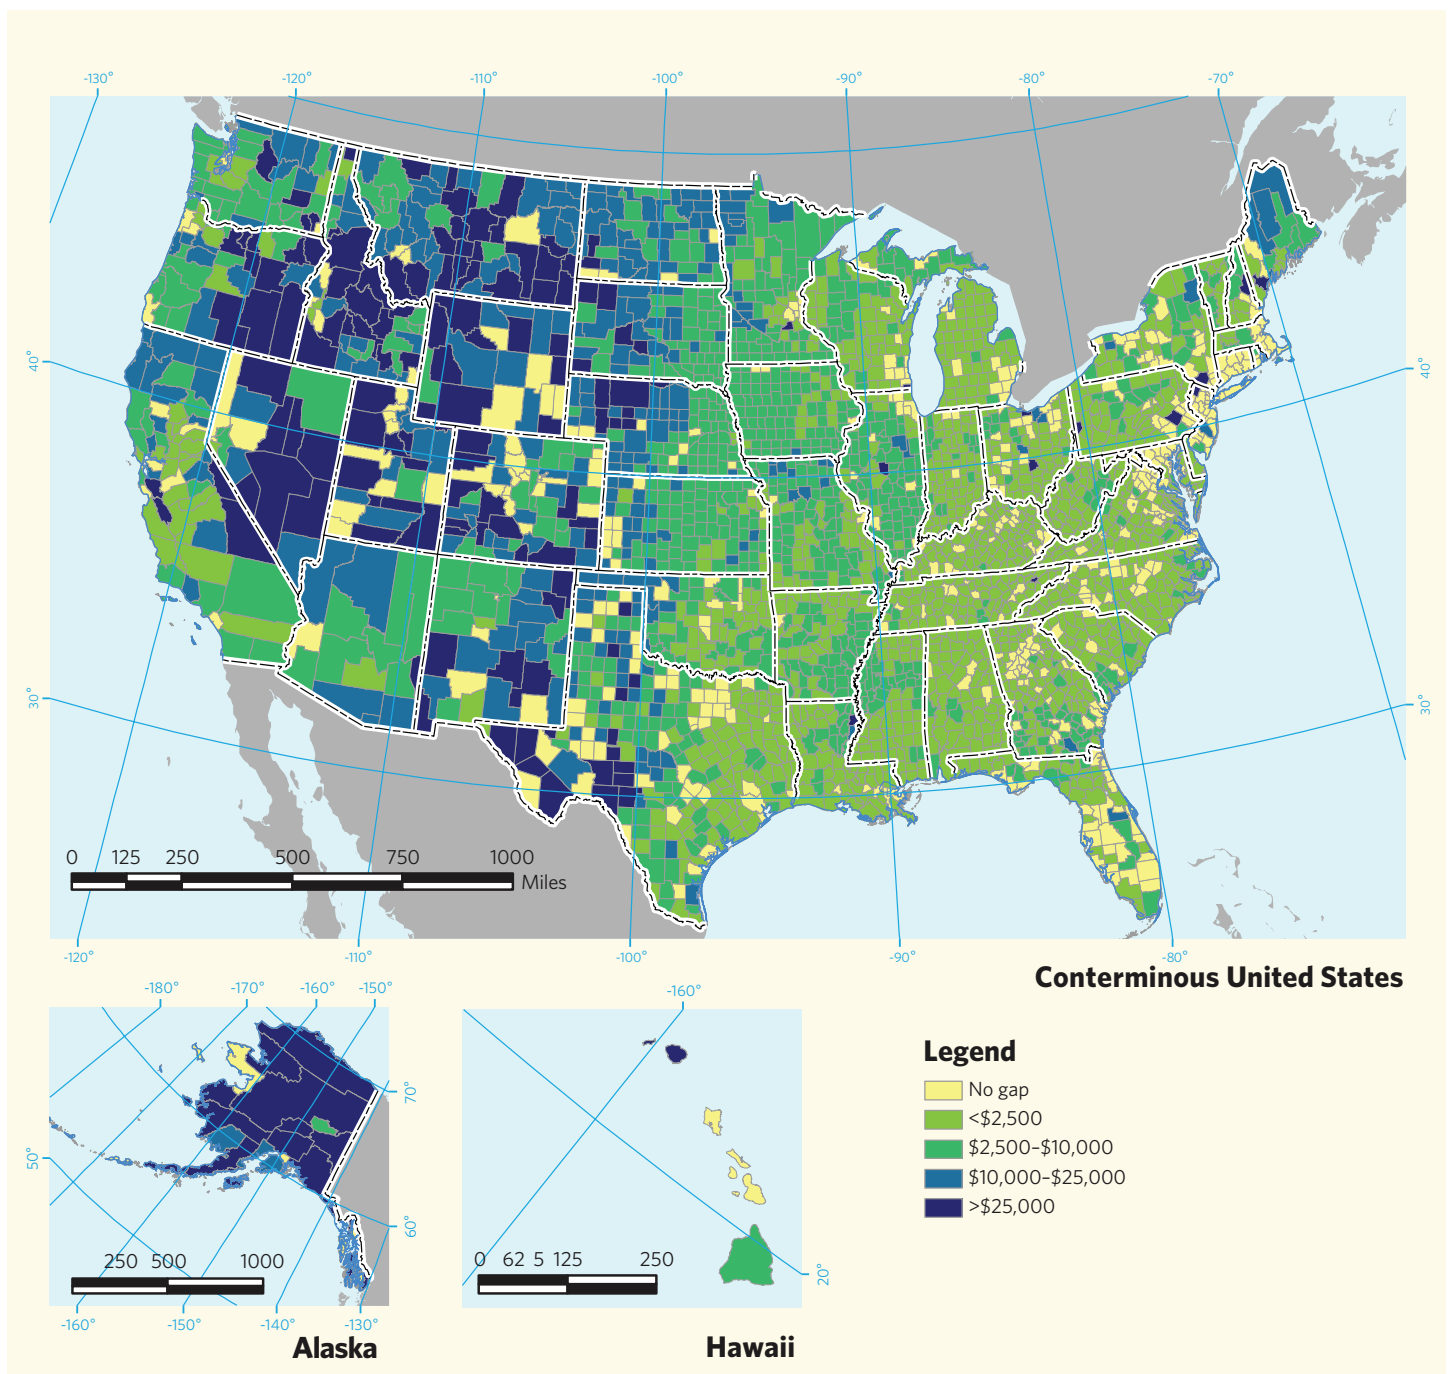 -130° -120° -110° -100° -90° -80° -70°
40° 40°
30° 30°
0 125 250 500 750 1000
Miles
-120° -110° -100° -90° -80°
Conterminous United States
-180° -170° -160° -150°
70°
50°
60°
250 500 1000
-160° -150° -140° -130°
Alaska
-160°
0 62 5 125 250
20°
Hawaii
Legend
No gap
<$2,500
$2,500–$10,000
$10,000–$25,000
>$25,000